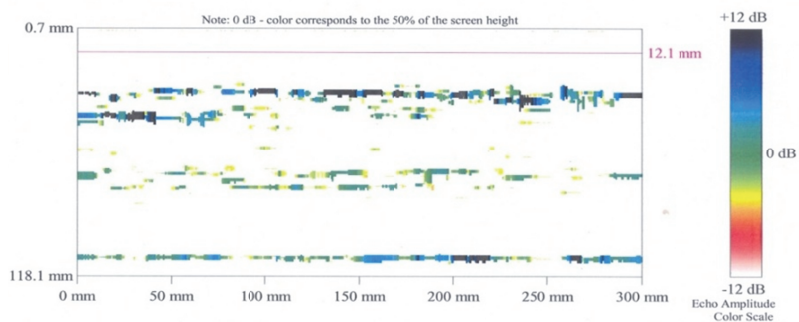 Note: 0 dB - color corresponds to the 50% of the screen height
+12 dB
0.7 mm
12.1 mm
0 dB
118.1 mm
-12 dB
0 mm
50 mm
100 mm
150 mm
200 mm
250 mm
300 mm
Echo Amplitude
Color Scale